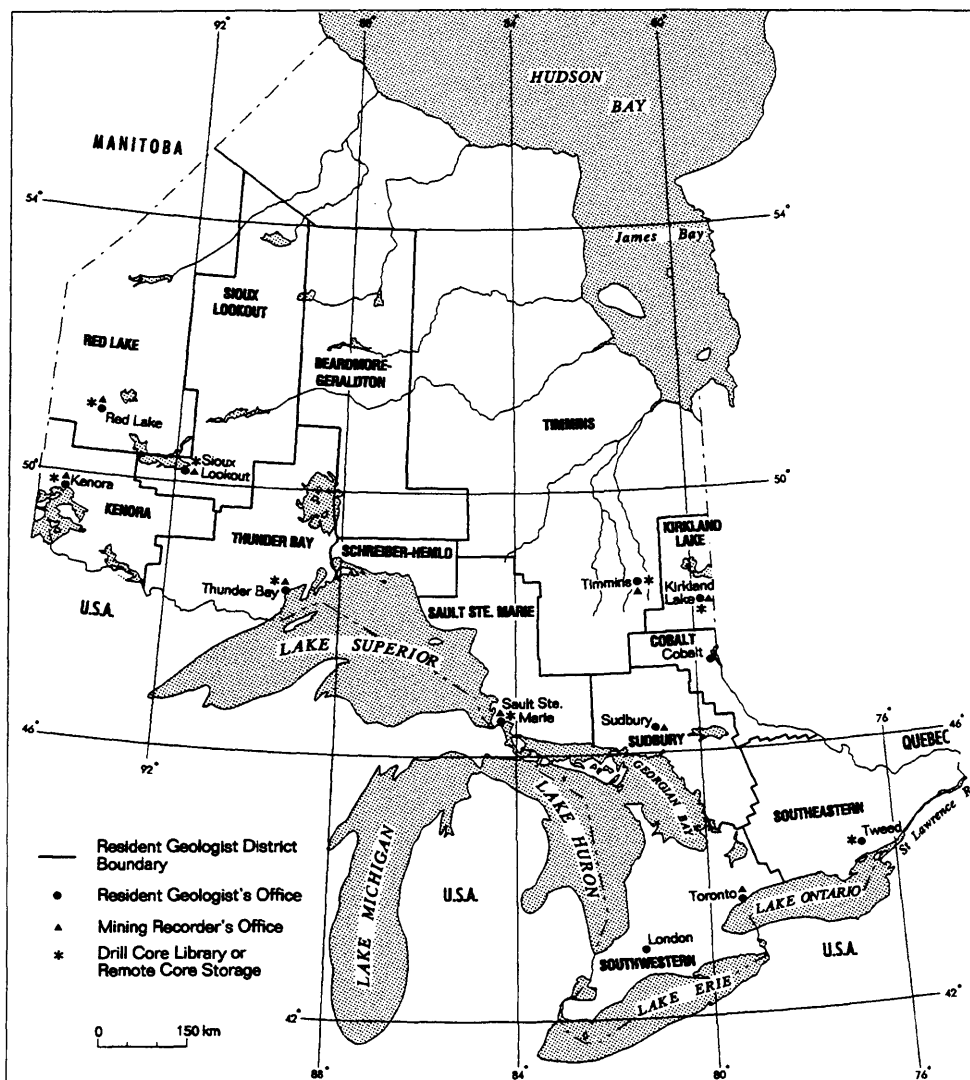 92°
88°
84°
80°
HUDSON
BAY
MANITOBA
54°
54°
James Bay
SIOUX
LOOKOUT
RED LAKE
BEARDMORE-
GERALDTON
TIMMINS
Red Lake
50°
50°
Sioux
Lookout
Kenora
KENORA
THUNDER BAY
SCHREIBER-HEMLO
KIRKLAND
LAKE
Thunder Bay
Timmins
Kirkland
Lake
U.S.A.
SAULT STE. MARIE
COBALT
Cobalt
LAKE SUPERIOR
Sault Ste.
Marie
Sudbury
SUDBURY
46°
76°
46°
92°
QUEBEC
GEORGIAN BAY
LAKE HURON
SOUTHEASTERN
Tweed
St Lawrence R
LAKE MICHIGAN
U.S.A.
Toronto
LAKE ONTARIO
London
SOUTHWESTERN
U.S.A.
LAKE ERIE
42°
42°
Resident Geologist District
Boundary
Resident Geologist's Office
Mining Recorder's Office
Drill Core Library or
Remote Core Storage
0 150 km
88°
84°
80°
76°